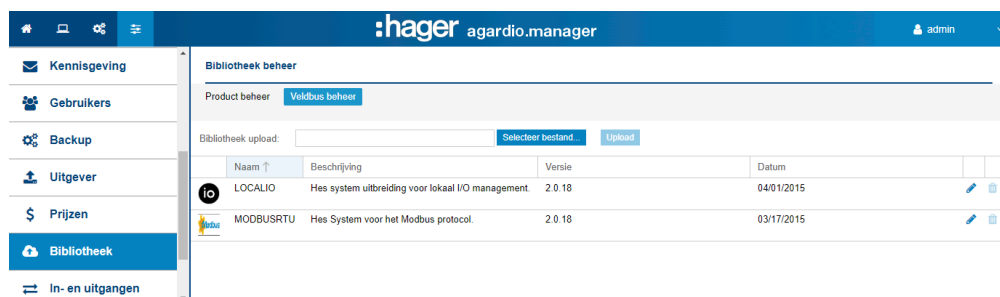 :hager agardio.manager
admin
Kennisgeving
Gebruikers
Backup
Uitgever
Prijzen
Bibliotheek
In- en uitgangen
Bibliotheek beheer
Product beheer Veldbus beheer
Bibliotheek upload: Selecteer bestand... Upload
Naam ↑ Beschrijving Versie Datum
io LOCALIO Hes system uitbreiding voor lokaal I/O management. 2.0.18 04/01/2015
Modbus MODBUSRTU Hes System voor het Modbus protocol. 2.0.18 03/17/2015